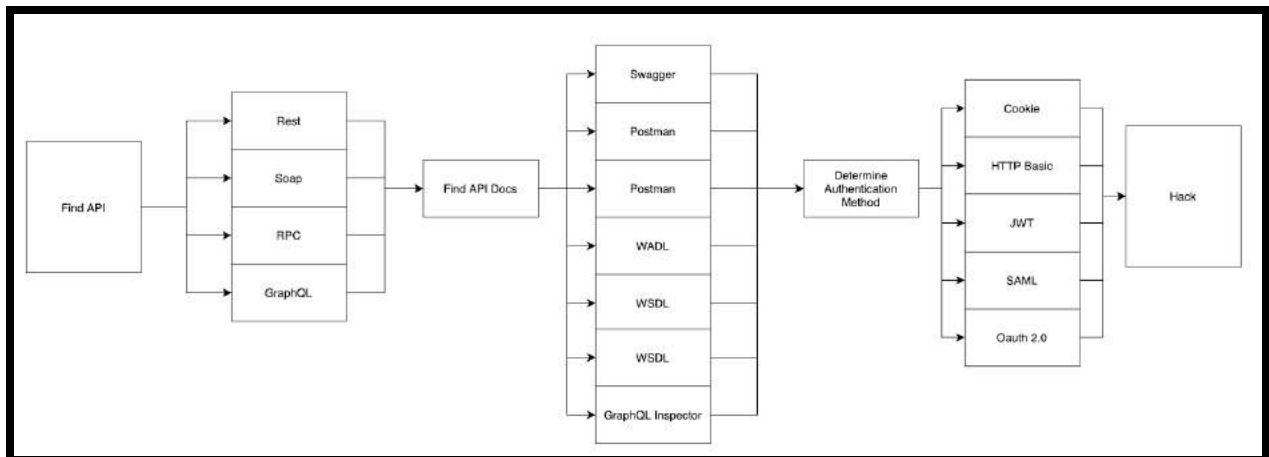 Find API
Rest
Soap
RPC
GraphQL
Find API Docs
Swagger
Postman
Postman
WADL
WSDL
WSDL
GraphQL Inspector
Determine
Authentication
Method
Cookie
HTTP Basic
JWT
SAML
Oauth 2.0
Hack